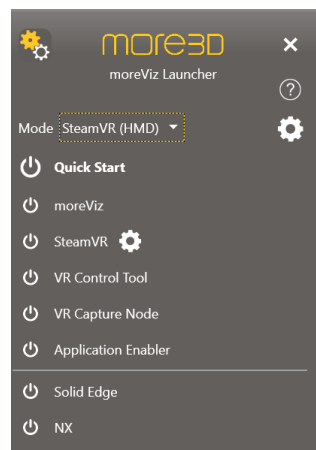 more3D
moreViz Launcher
Mode SteamVR (HMD)
Quick Start
moreViz
SteamVR
VR Control Tool
VR Capture Node
Application Enabler
Solid Edge
NX